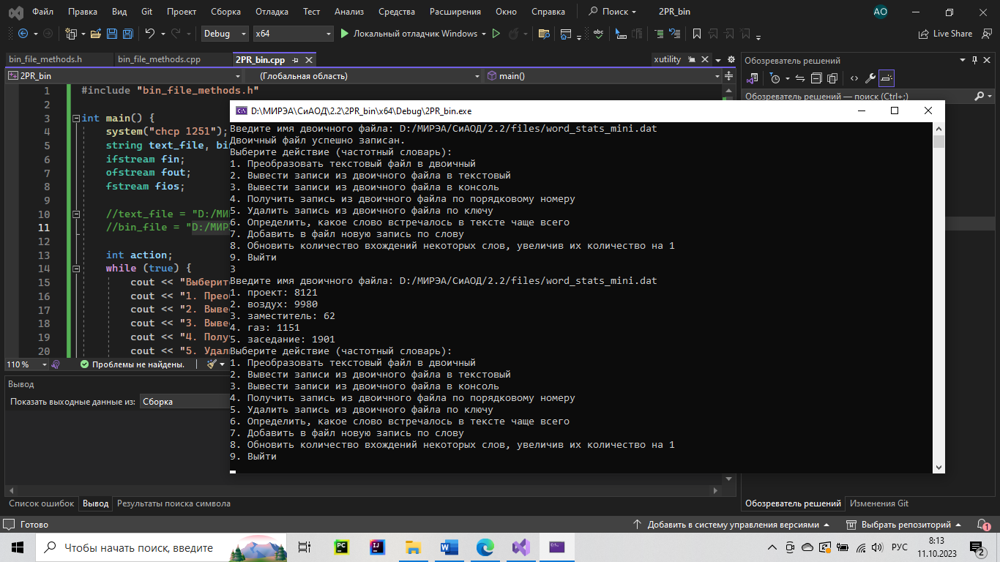 Файл Правка Вид Git Проект Сборка Отладка Тест Анализ Средства Расширения Окно Справка Поиск 2PR_bin AO
Debug x64 Локальный отладчик Windows Live Share
bin_file_methods.h bin_file_methods.cpp 2PR_bin.cpp xutility Обозреватель решений
2PR_bin (Глобальная область) main()
Обозреватель решений — поиск (Ctrl+;)
1 #include "bin_file_methods.h"
2
3 int main() {
4 system("chcp 1251");
5 string text_file, bi
6 ifstream fin;
7 ofstream fout;
8 fstream fios;
9
10 //text_file = "D:/МИ
11 //bin_file = "D:/МИР
12
13 int action;
14 while (true) {
15 cout << "Выберит
16 cout << "1. Прео
17 cout << "2. Выве
18 cout << "3. Выве
19 cout << "4. Полу
20 cout << "5. Удал
110 % Проблемы не найдены.
Вывод
Показать выходные данные из: Сборка
D:\МИРЭА\СиАОД\2.2\2PR_bin\x64\Debug\2PR_bin.exe
Введите имя двоичного файла: D:/МИРЭА/СиАОД/2.2/files/word_stats_mini.dat
Двоичный файл успешно записан.
Выберите действие (частотный словарь):
1. Преобразовать текстовый файл в двоичный
2. Вывести записи из двоичного файла в текстовый
3. Вывести записи из двоичного файла в консоль
4. Получить запись из двоичного файла по порядковому номеру
5. Удалить запись из двоичного файла по ключу
6. Определить, какое слово встречалось в тексте чаще всего
7. Добавить в файл новую запись по слову
8. Обновить количество вхождений некоторых слов, увеличив их количество на 1
9. Выйти
3
Введите имя двоичного файла: D:/МИРЭА/СиАОД/2.2/files/word_stats_mini.dat
1. проект: 8121
2. воздух: 9980
3. заместитель: 62
4. газ: 1151
5. заседание: 1901
Выберите действие (частотный словарь):
1. Преобразовать текстовый файл в двоичный
2. Вывести записи из двоичного файла в текстовый
3. Вывести записи из двоичного файла в консоль
4. Получить запись из двоичного файла по порядковому номеру
5. Удалить запись из двоичного файла по ключу
6. Определить, какое слово встречалось в тексте чаще всего
7. Добавить в файл новую запись по слову
8. Обновить количество вхождений некоторых слов, увеличив их количество на 1
9. Выйти
Список ошибок Вывод Результаты поиска символа Обозреватель решений Изменения Git
Готово Добавить в систему управления версиями Выбрать репозиторий 1
Чтобы начать поиск, введите РУС 8:13
11.10.2023 2